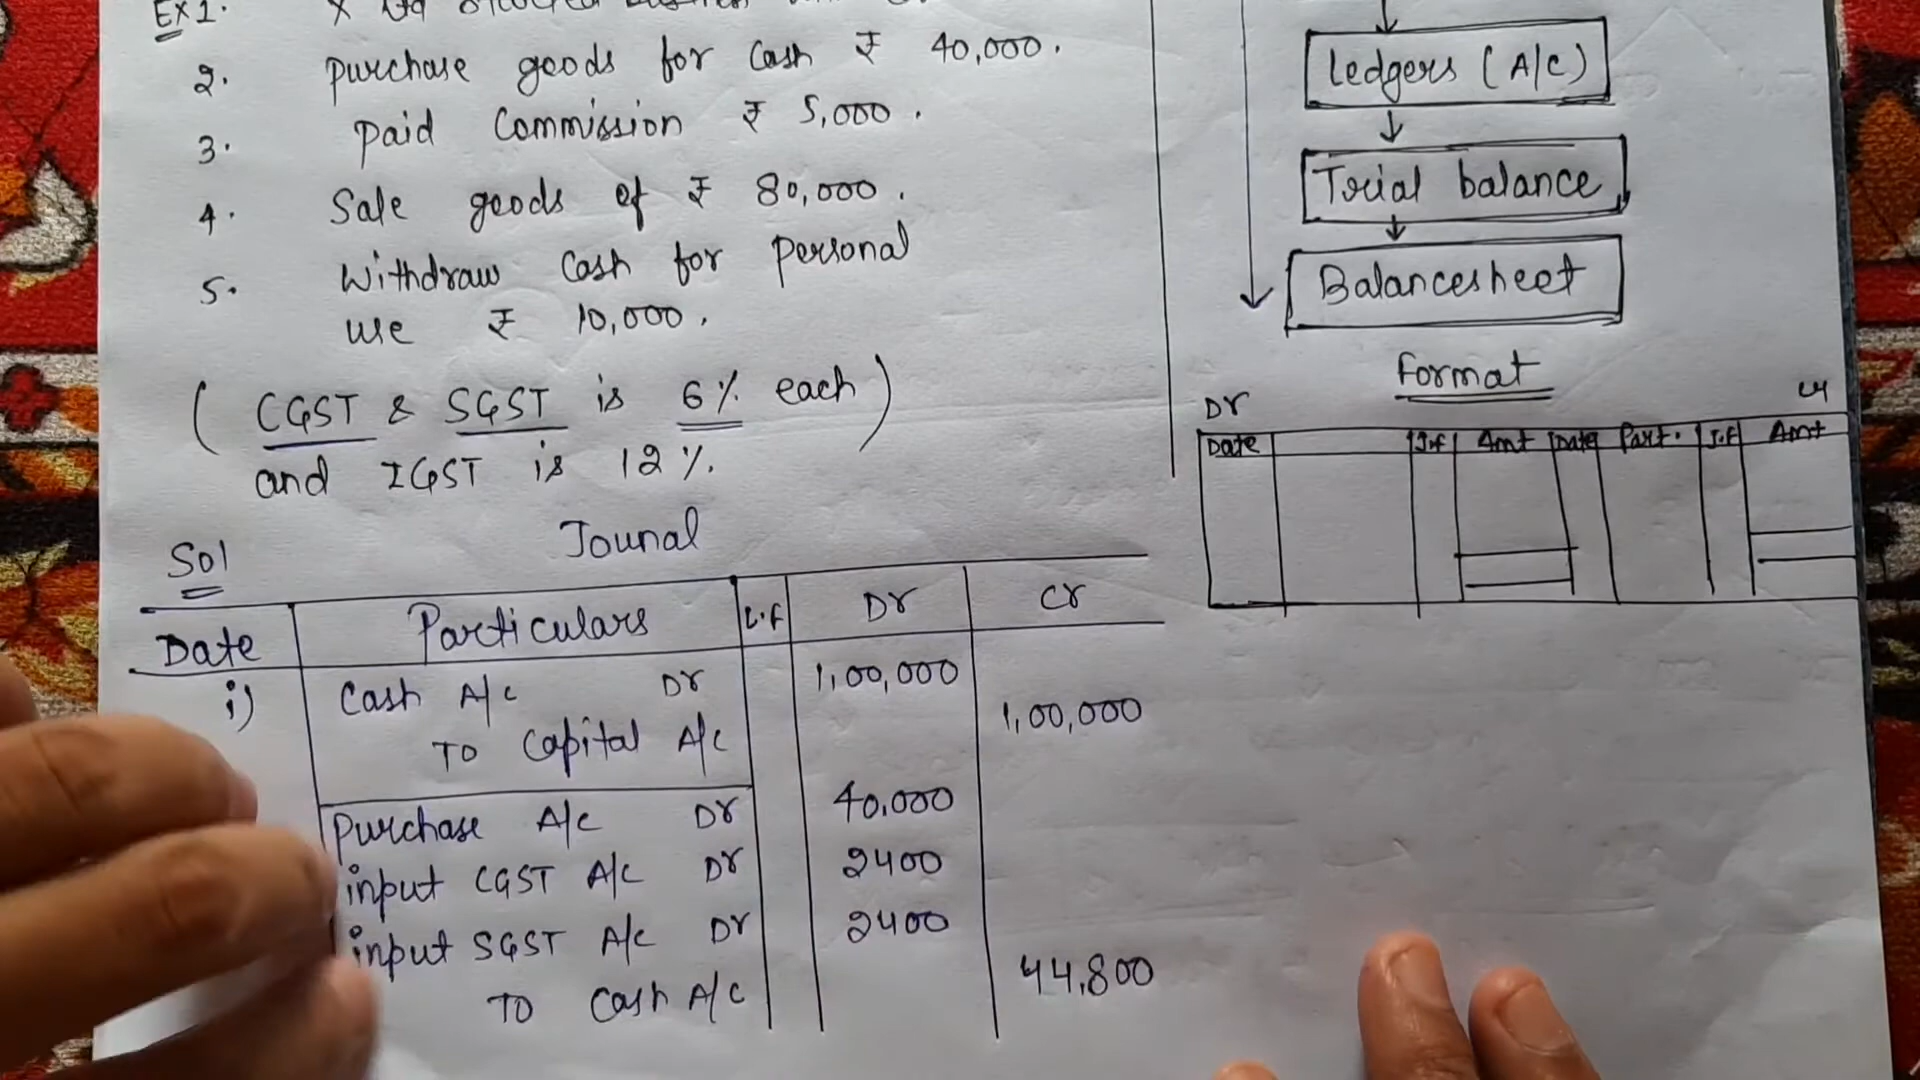 EX1. X Ltd started business
2. purchase goods for Cash ₹ 40,000.
3. paid Commission ₹ 5,000.
4. Sale goods of ₹ 80,000.
5. Withdraw Cash for personal
use ₹ 10,000.
(CGST & SGST is 6% each)
and IGST is 12%.
Sol Jounal
Date Particulars L.f Dr Cr
i) Cash A/c Dr 1,00,000
To Capital A/c 1,00,000
Purchase A/c Dr 40,000
input CGST A/c Dr 2400
input SGST A/c Dr 2400
To Cash A/c 44,800
Ledgers (A/c)
Trial balance
Balancesheet
Format
Dr Cr
Date J.f Amt Date Part. J.F Amt